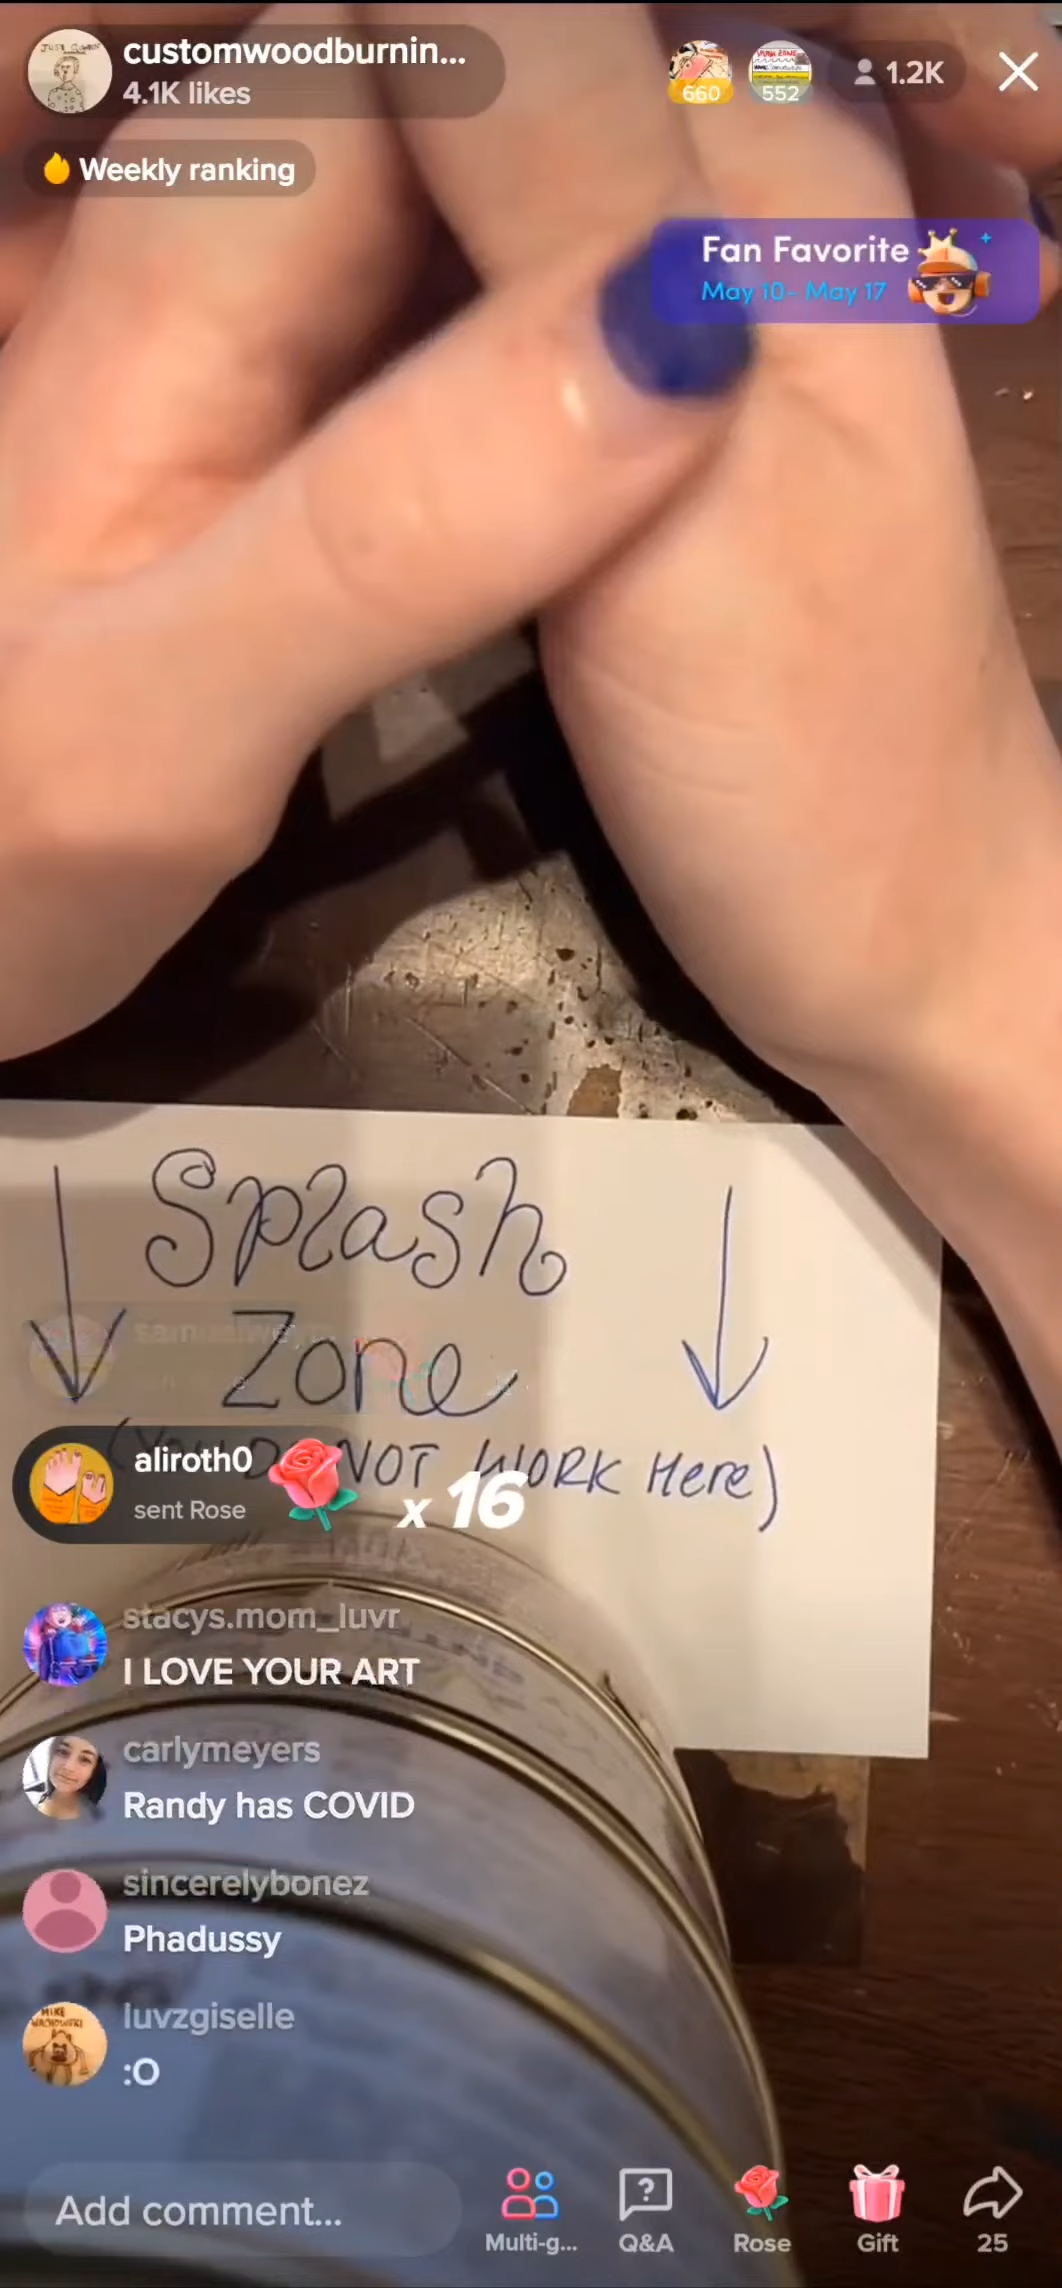 customwoodburnin...
4.1K likes
660
552
1.2K
Weekly ranking
Fan Favorite
May 10- May 17
Splash
Zone
NOT WORK Here)
aliroth0
sent Rose
x 16
stacys.mom_luvr
I LOVE YOUR ART
carlymeyers
Randy has COVID
sincerelybonez
Phadussy
luvzgiselle
:O
Add comment...
Multi-g...
Q&A
Rose
Gift
25